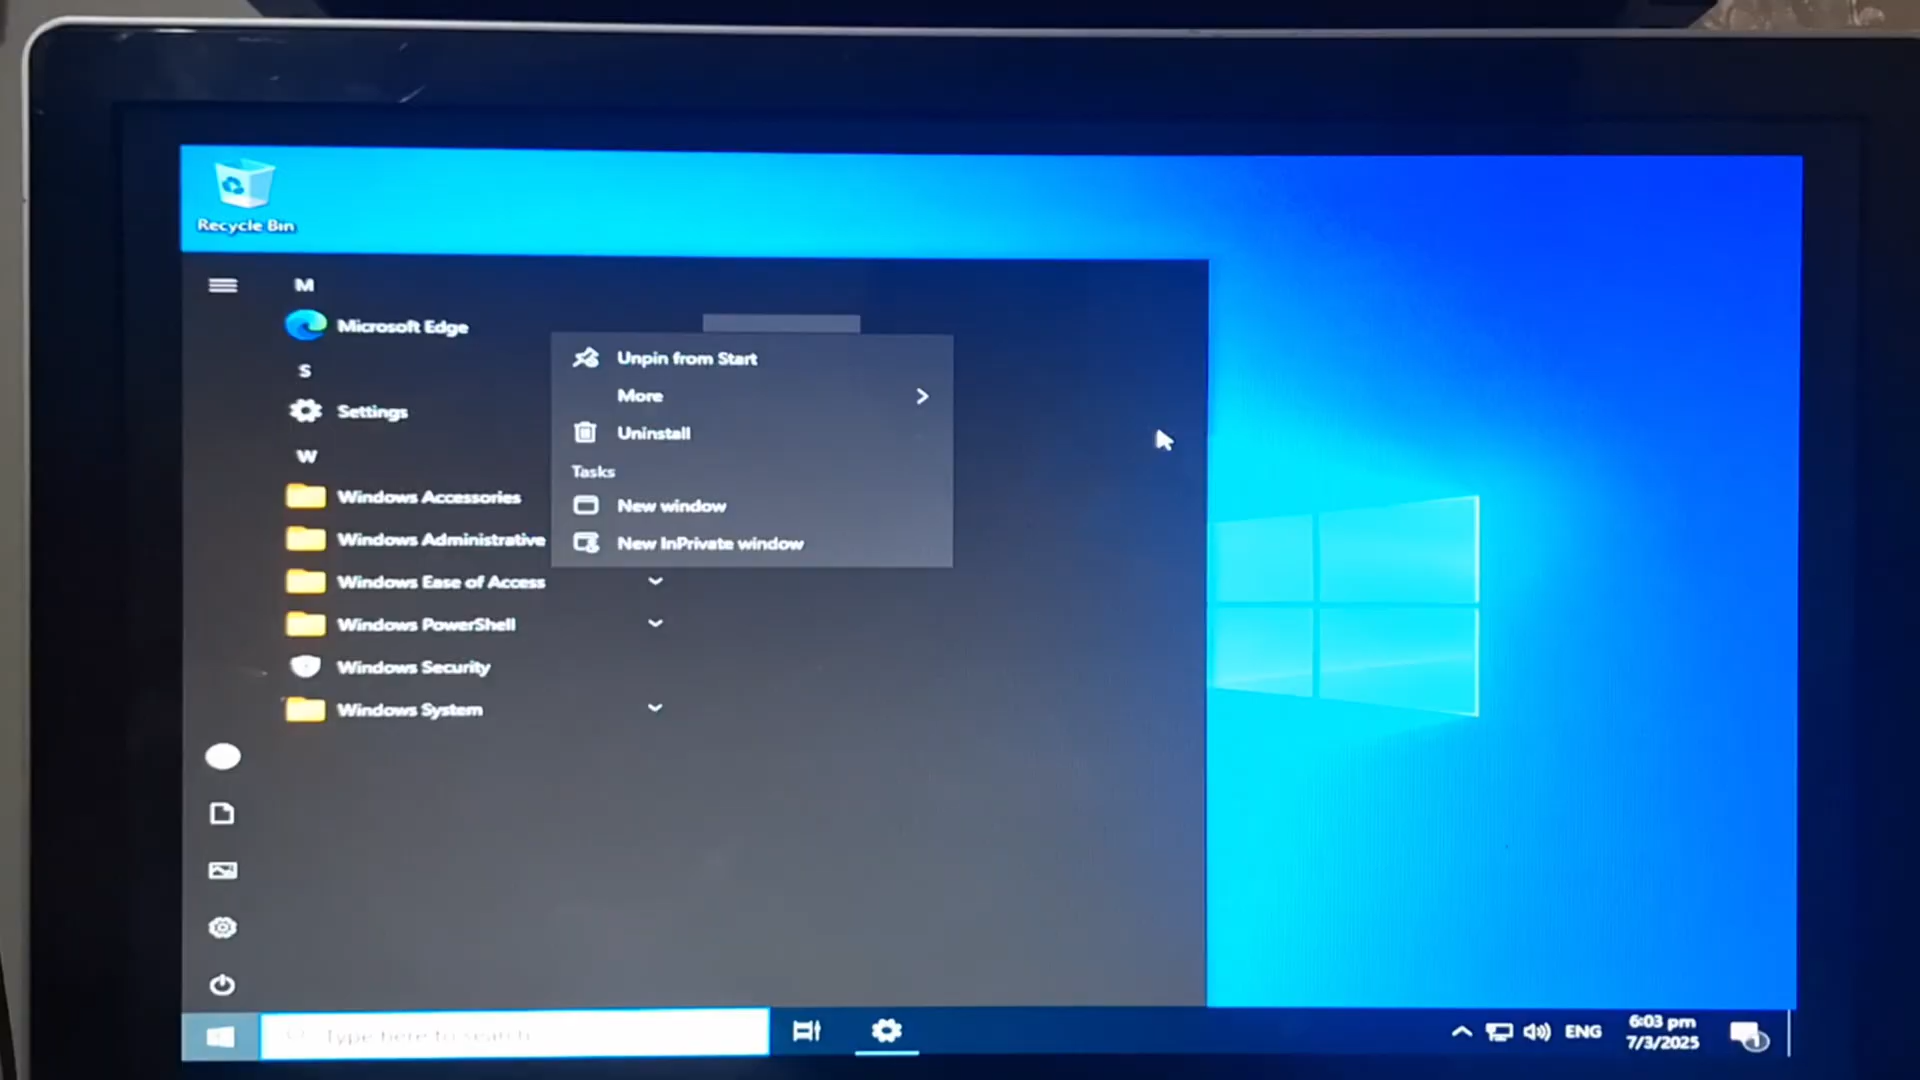 Recycle Bin
M
Microsoft Edge
S
Settings
W
Windows Accessories
Windows Administrative
Windows Ease of Access
Windows PowerShell
Windows Security
Windows System
Unpin from Start
More
Uninstall
Tasks
New window
New InPrivate window
Type here to search
ENG
6:03 pm
7/3/2025
1